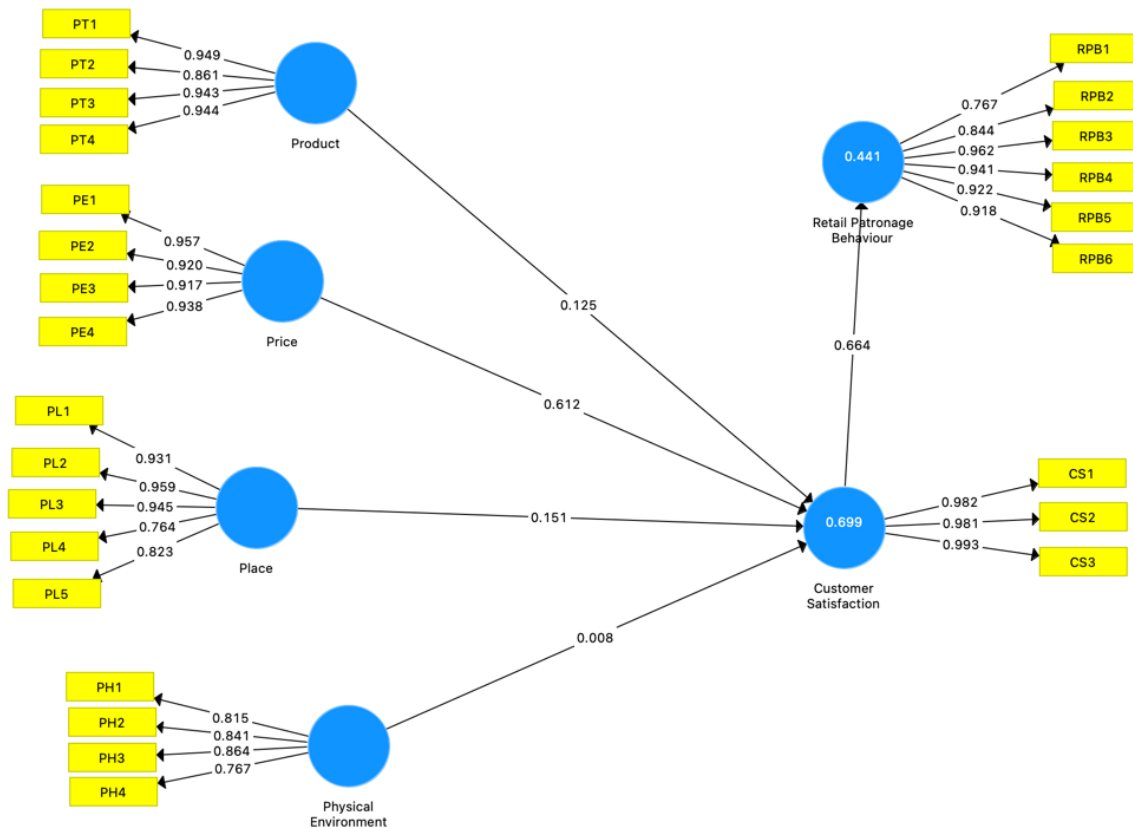 PT1
PT2
PT3
PT4
0.949
0.861
0.943
0.944
Product
PE1
PE2
PE3
PE4
0.957
0.920
0.917
0.938
Price
PL1
PL2
PL3
PL4
PL5
0.931
0.959
0.945
0.764
0.823
Place
PH1
PH2
PH3
PH4
0.815
0.841
0.864
0.767
Physical
Environment
0.125
0.612
0.151
0.008
0.699
Customer
Satisfaction
0.982
0.981
0.993
CS1
CS2
CS3
0.664
0.441
Retail Patronage
Behaviour
0.767
0.844
0.962
0.941
0.922
0.918
RPB1
RPB2
RPB3
RPB4
RPB5
RPB6